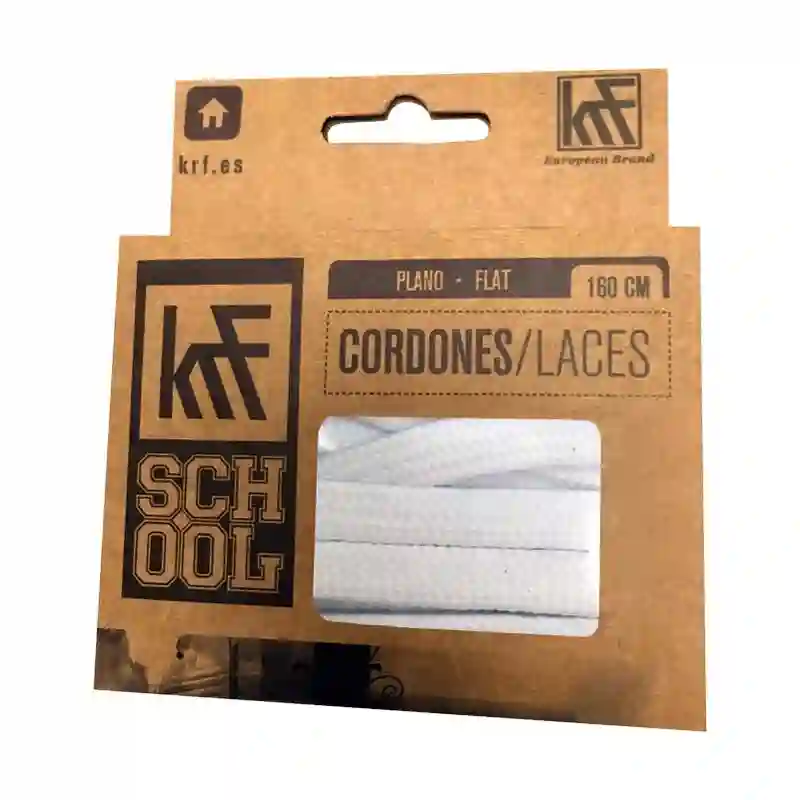 krf
European Brand
krf.es
PLANO - FLAT
160 CM
CORDONES/LACES
krf
SCH
OOL